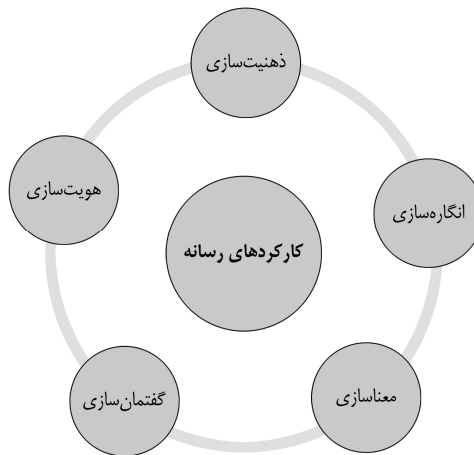 ذهنیت‌سازی
انگاره‌سازی
هویت‌سازی
کارکردهای رسانه
معناسازی
گفتمان‌سازی